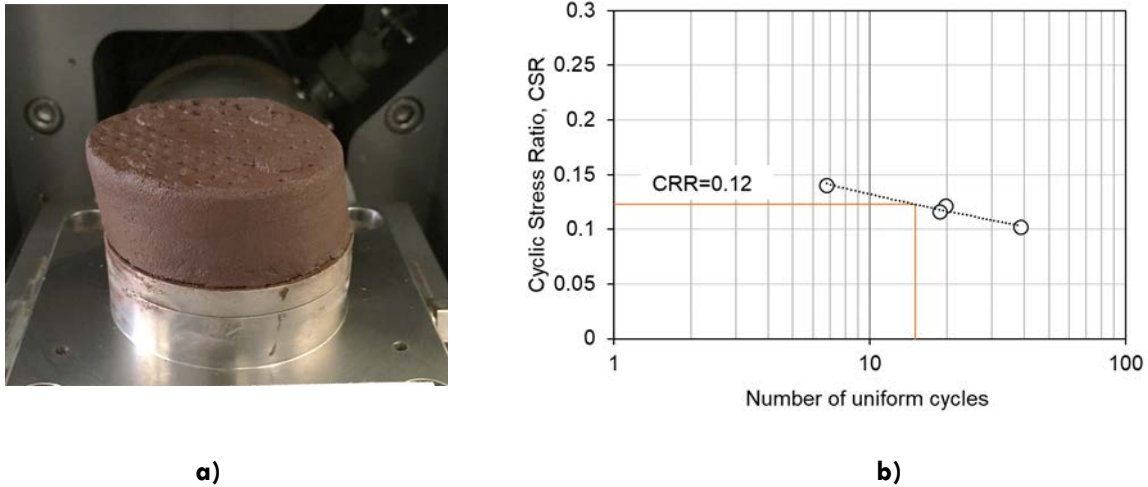 0.3
0.25
0.2
0.15
0.1
0.05
0
Cyclic Stress Ratio, CSR
CRR=0.12
1
10
100
Number of uniform cycles
a)
b)